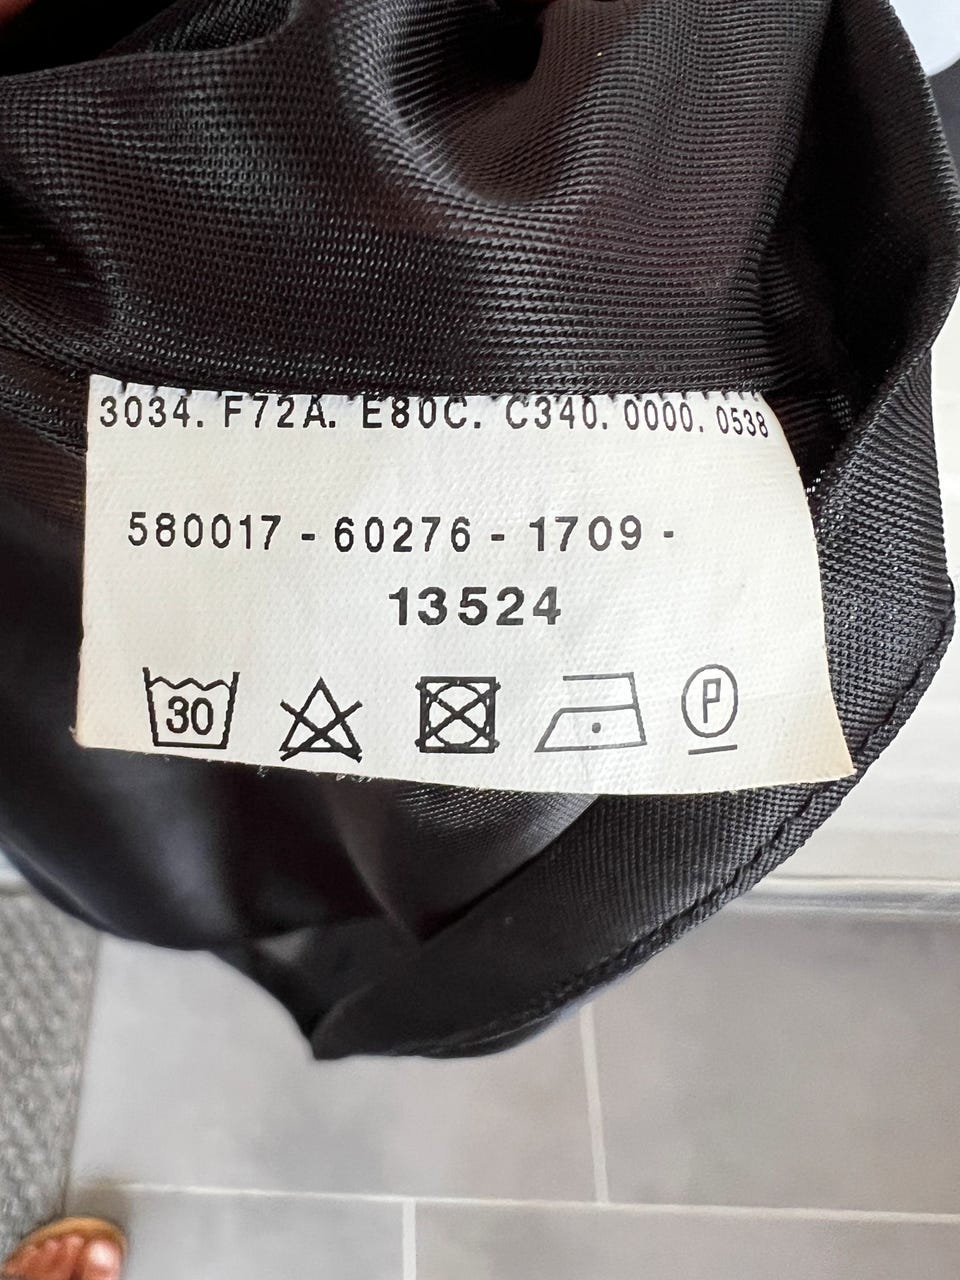 3034. F72A. E80C. C340. 0000. 0538
580017 - 60276 - 1709 -
13524
30 P